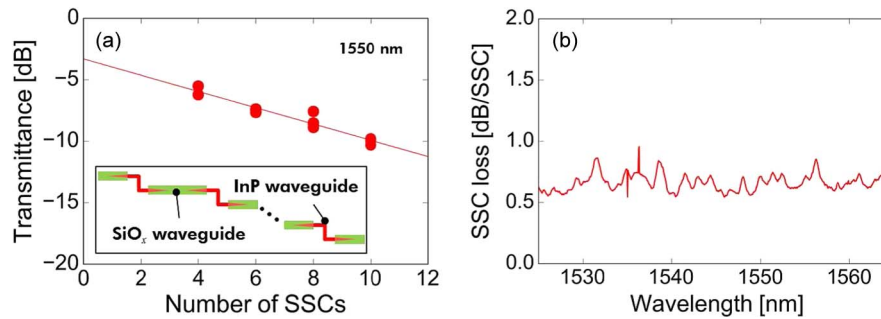 (a)
1550 nm
Transmittance [dB]
0
−5
−10
−15
−20
InP waveguide
SiOₓ waveguide
0 2 4 6 8 10 12
Number of SSCs
(b)
SSC loss [dB/SSC]
2.0
1.5
1.0
0.5
0.0
1530 1540 1550 1560
Wavelength [nm]